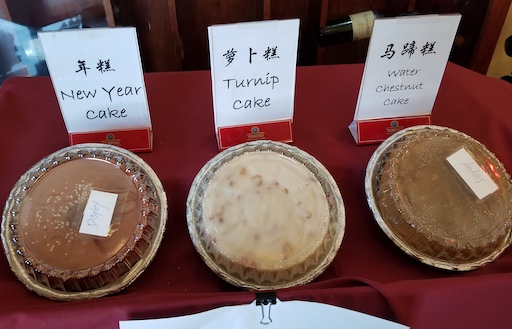 年糕
New Year
Cake
萝卜糕
Turnip
Cake
马蹄糕
Water
Chestnut
Cake